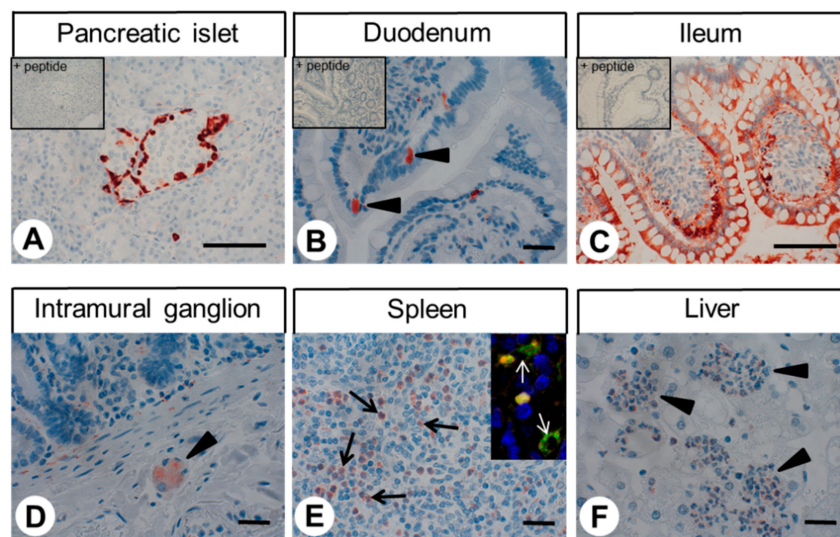 Pancreatic islet
Duodenum
Ileum
+ peptide
+ peptide
+ peptide
A
B
C
Intramural ganglion
Spleen
Liver
D
E
F